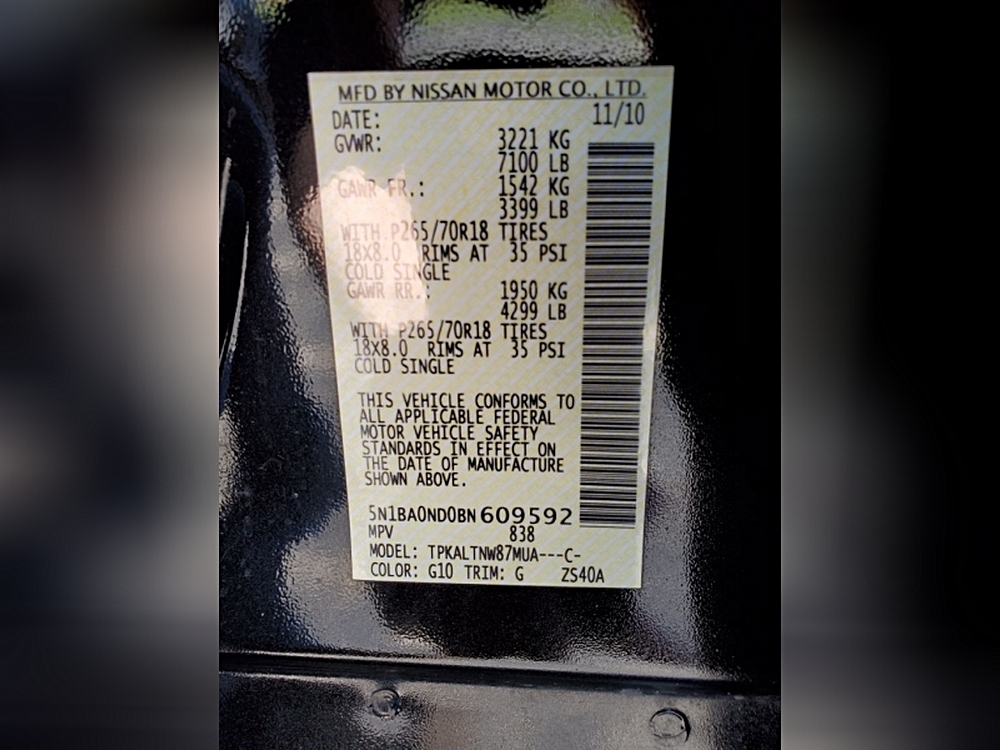 MFD BY NISSAN MOTOR CO., LTD.
DATE: 11/10
GVWR: 3221 KG
7100 LB
GAWR FR.: 1542 KG
3399 LB
WITH P265/70R18 TIRES
18X8.0 RIMS AT 35 PSI
COLD SINGLE
GAWR RR.: 1950 KG
4299 LB
WITH P265/70R18 TIRES
18X8.0 RIMS AT 35 PSI
COLD SINGLE
THIS VEHICLE CONFORMS TO
ALL APPLICABLE FEDERAL
MOTOR VEHICLE SAFETY
STANDARDS IN EFFECT ON
THE DATE OF MANUFACTURE
SHOWN ABOVE.
5N1BA0ND0BN609592
MPV 838
MODEL: TPKALTNW87MUA---C-
COLOR: G10 TRIM: G ZS40A